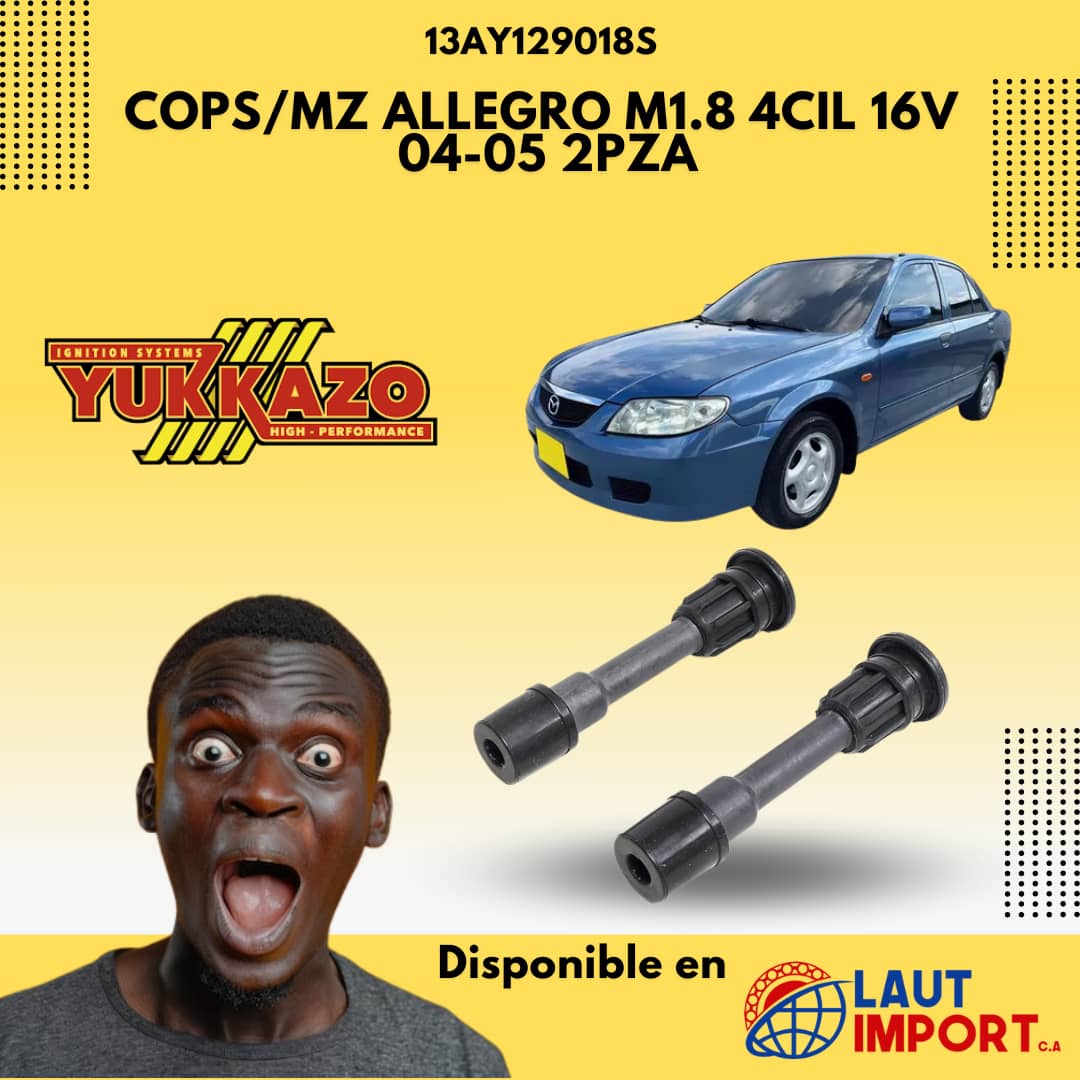 13AY129018S
COPS/MZ ALLEGRO M1.8 4CIL 16V
04-05 2PZA
IGNITION SYSTEMS
YUKKAZO
HIGH - PERFORMANCE
Disponible en
LAUT
IMPORT C.A